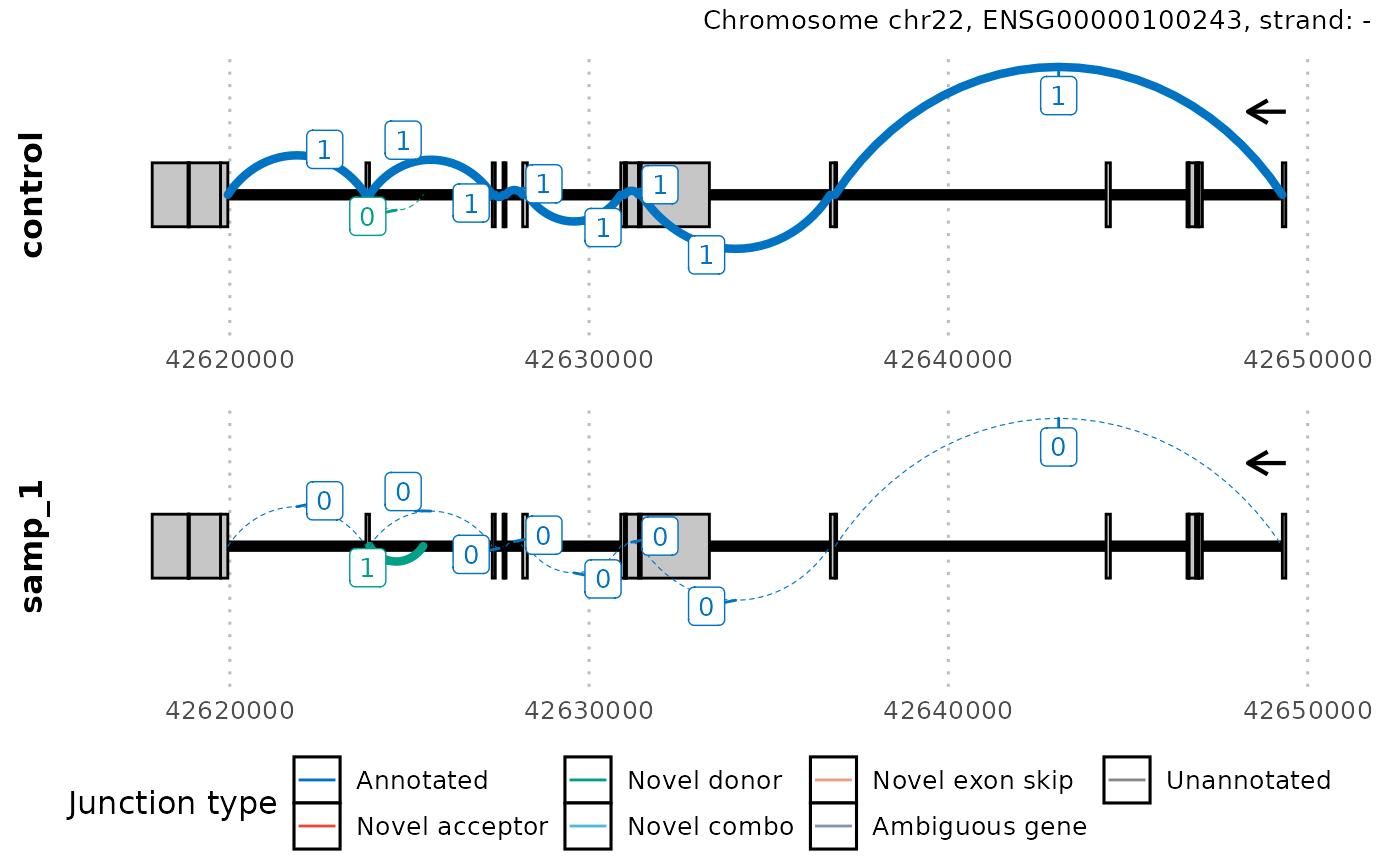 Chromosome chr22, ENSG00000100243, strand: -
control
1
1
1
1
1
1
1
1
0
42620000 42630000 42640000 42650000
samp_1
0
0
0
0
0
0
0
0
1
42620000 42630000 42640000 42650000
Junction type
Annotated Novel donor Novel exon skip Unannotated
Novel acceptor Novel combo Ambiguous gene